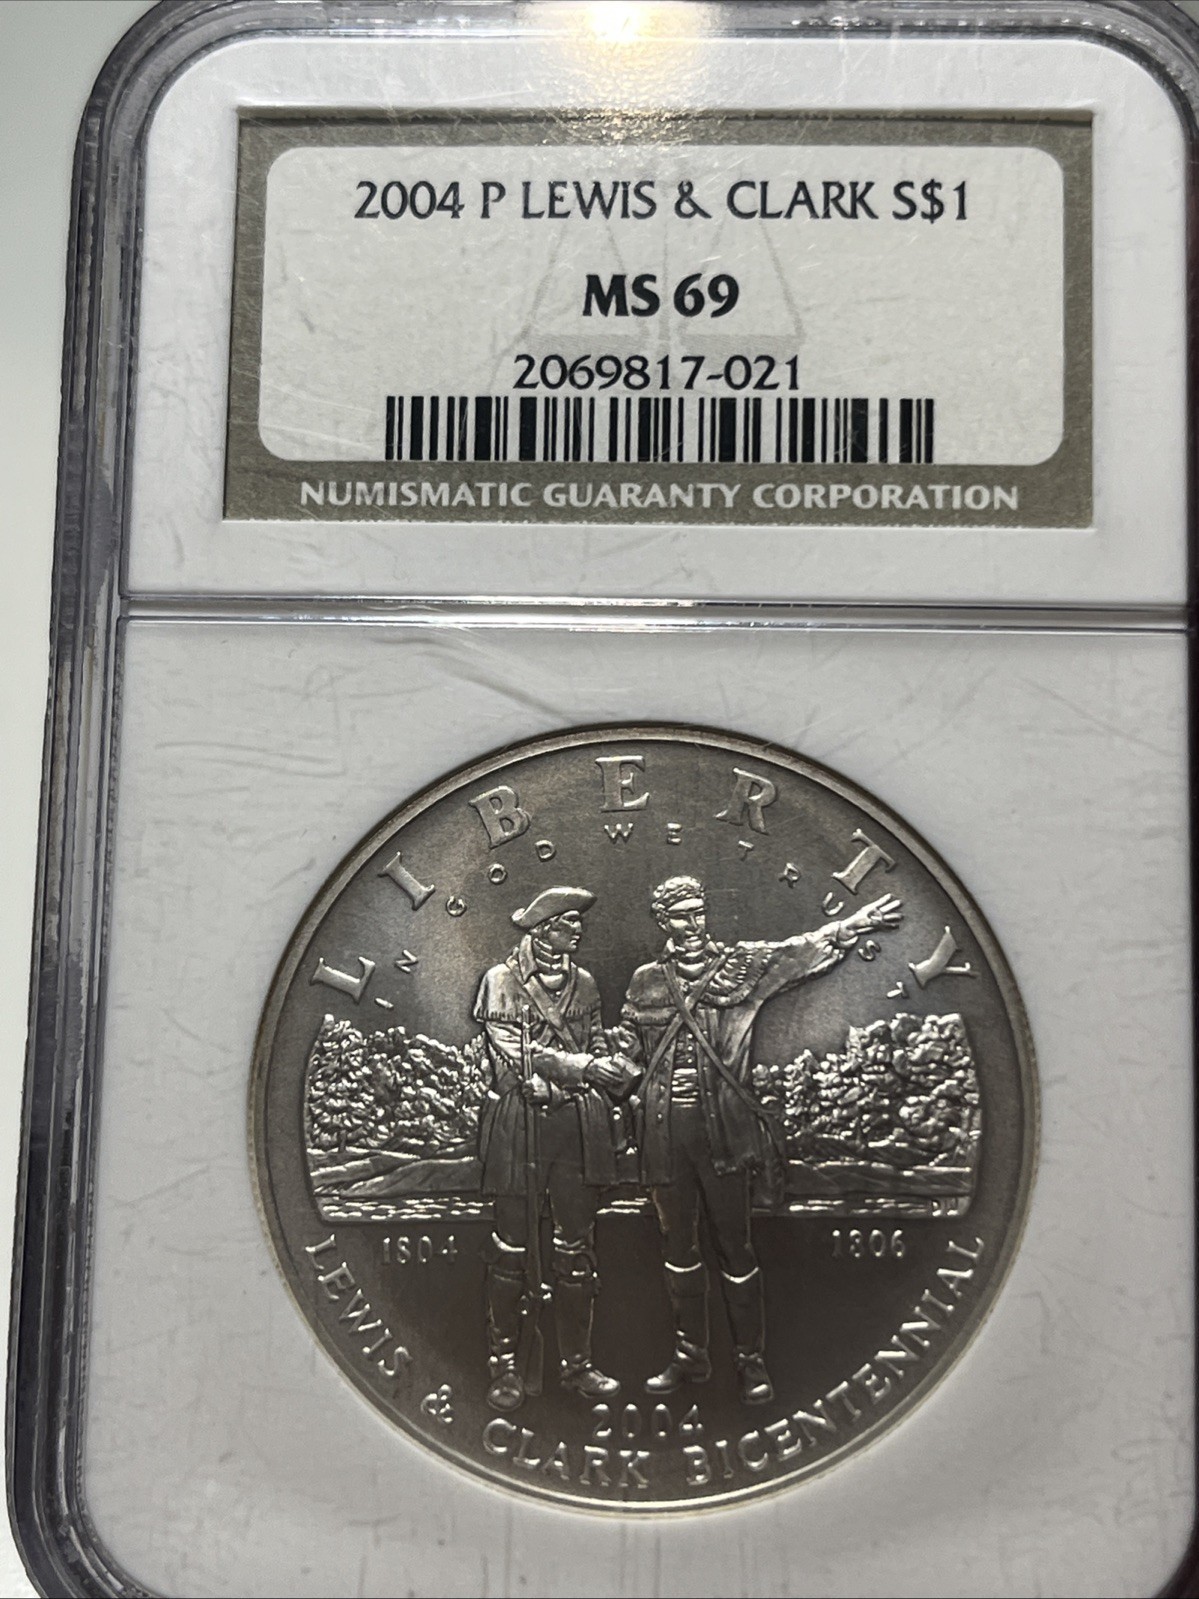 2004 P LEWIS & CLARK S$1
MS 69
2069817-021
NUMISMATIC GUARANTY CORPORATION
LIBERTY
IN GOD WE TRUST
1804
1806
2004
LEWIS & CLARK BICENTENNIAL